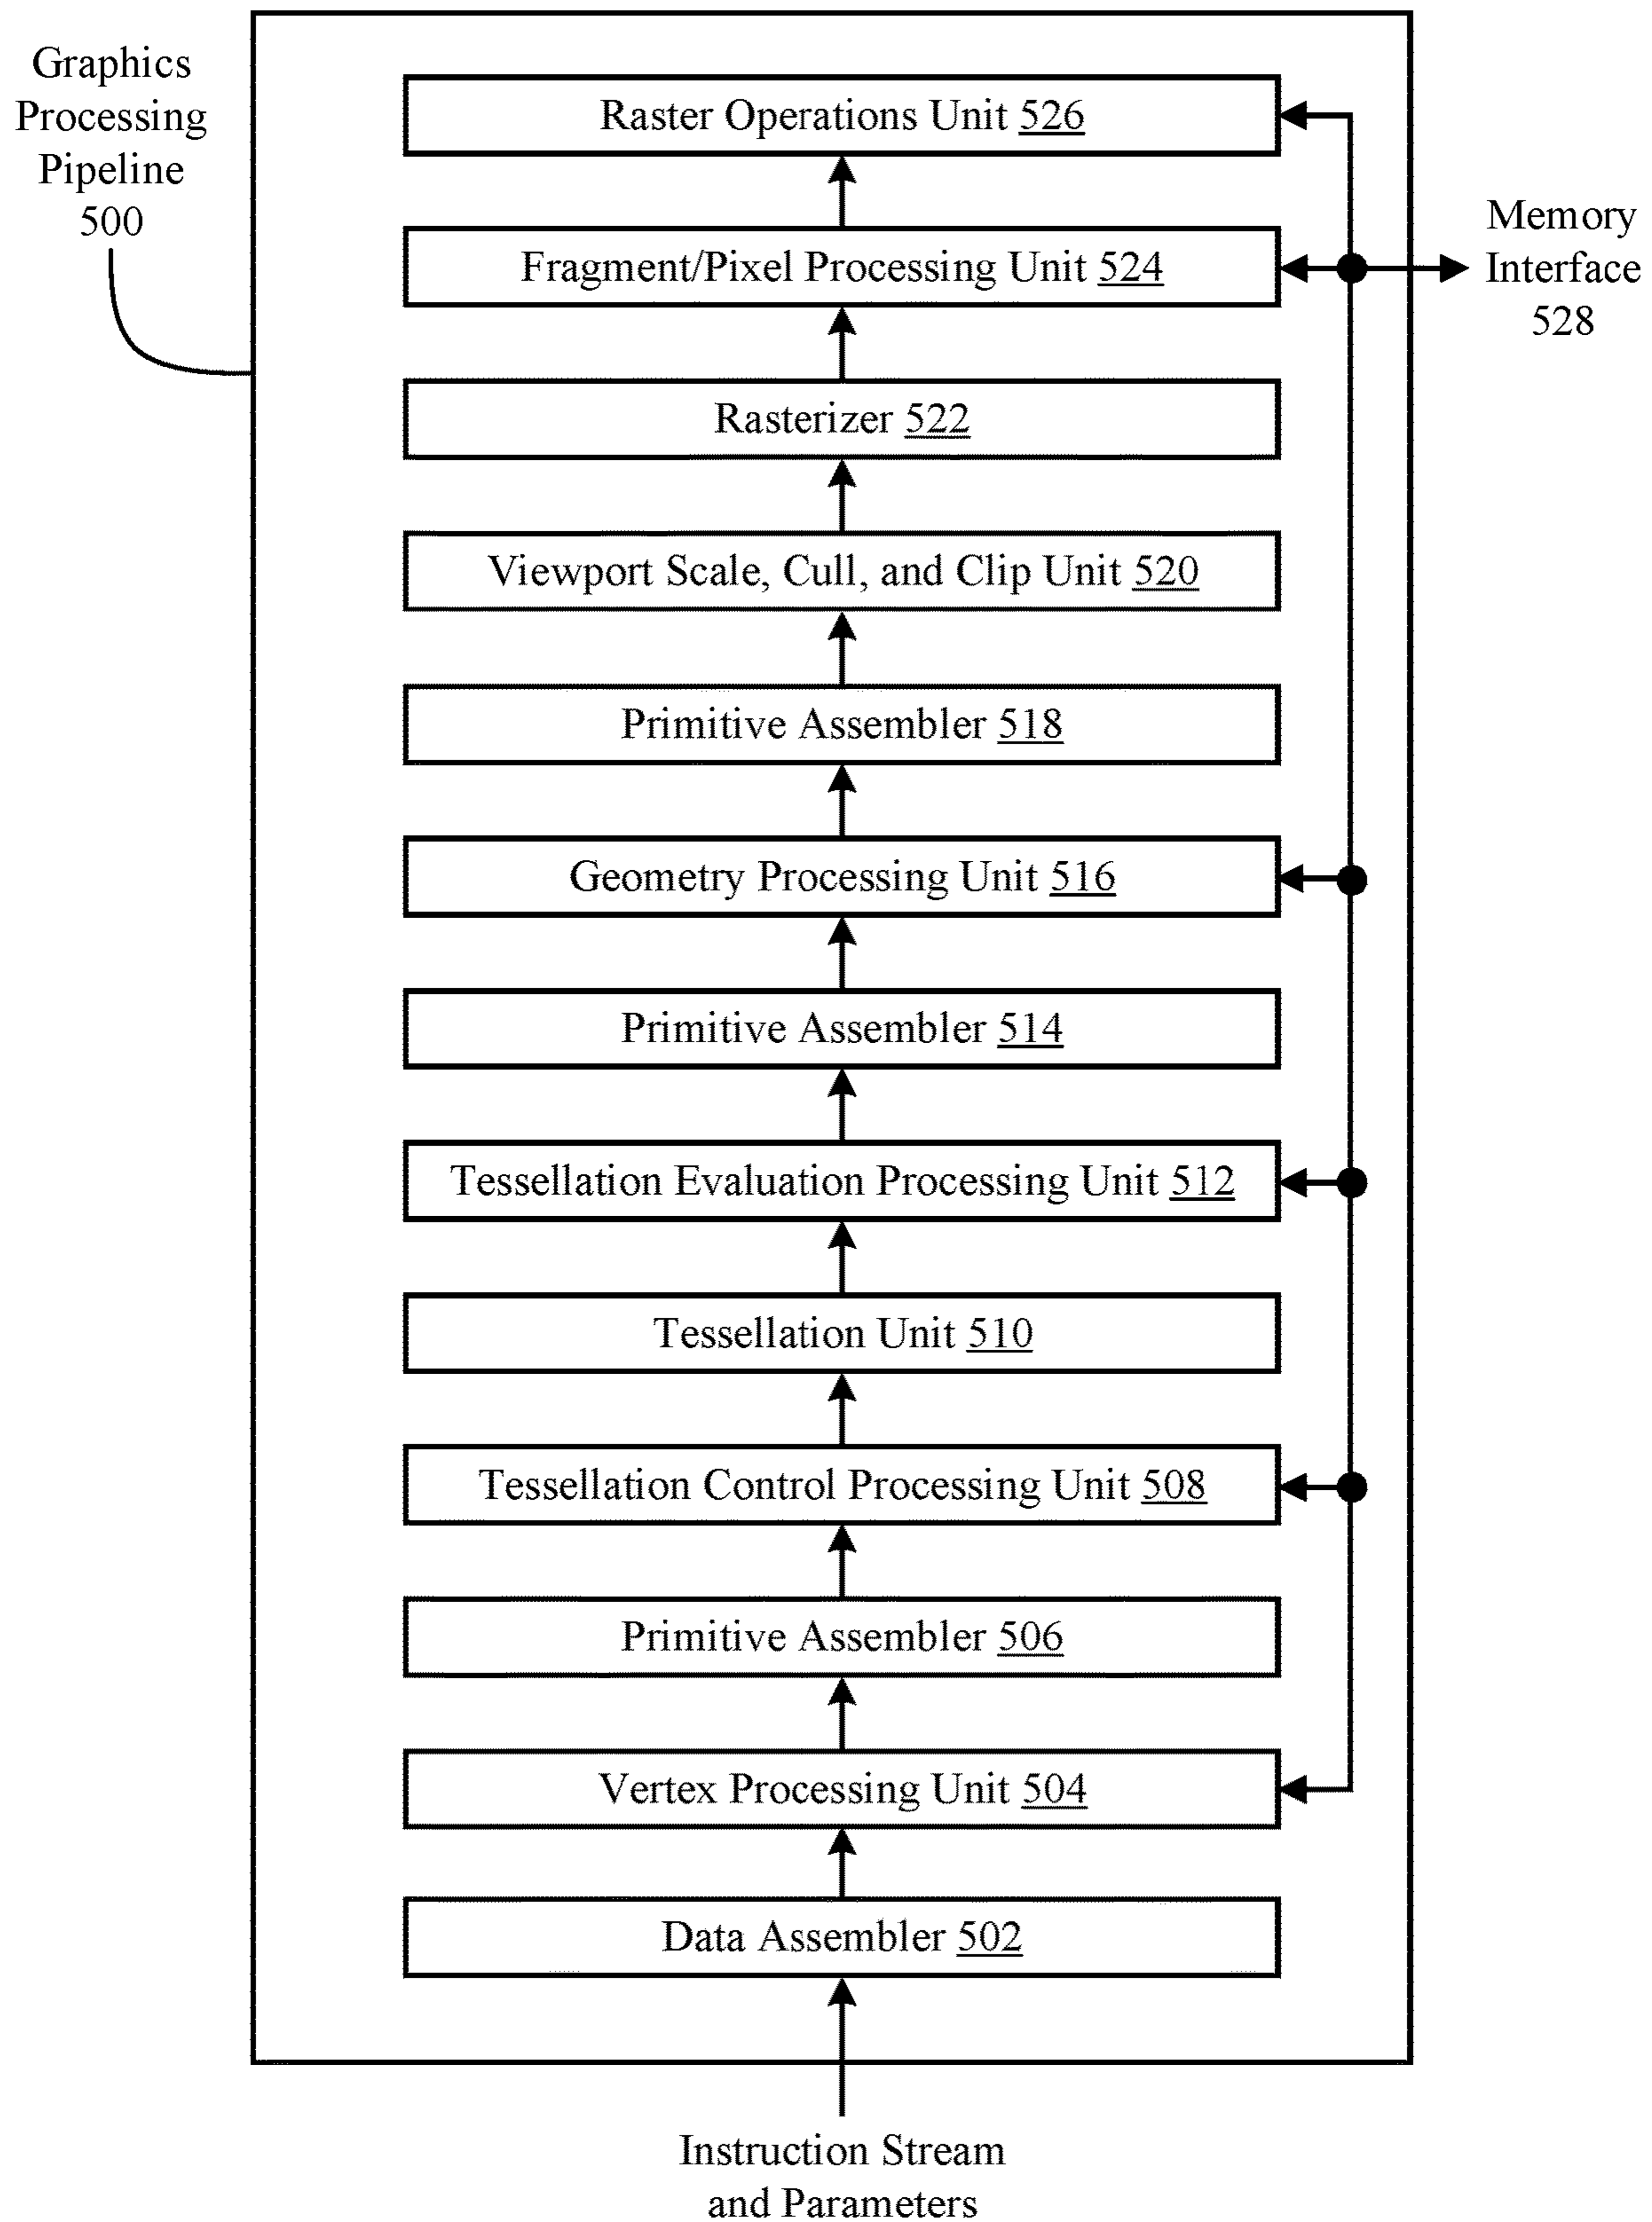 Graphics
Processing
Pipeline
500
Raster Operations Unit 526
Fragment/Pixel Processing Unit 524
Memory
Interface
528
Rasterizer 522
Viewport Scale, Cull, and Clip Unit 520
Primitive Assembler 518
Geometry Processing Unit 516
Primitive Assembler 514
Tessellation Evaluation Processing Unit 512
Tessellation Unit 510
Tessellation Control Processing Unit 508
Primitive Assembler 506
Vertex Processing Unit 504
Data Assembler 502
Instruction Stream
and Parameters